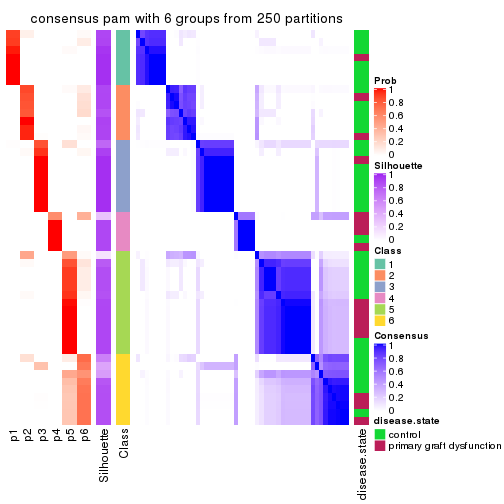 consensus pam with 6 groups from 250 partitions
Prob
1
0.8
0.6
0.4
0.2
0
Silhouette
1
0.8
0.6
0.4
0.2
0
Class
1
2
3
4
5
6
Consensus
1
0.8
0.6
0.4
0.2
0
disease.state
control
primary graft dysfunction
p1
p2
p3
p4
p5
p6
Silhouette
Class
disease.state